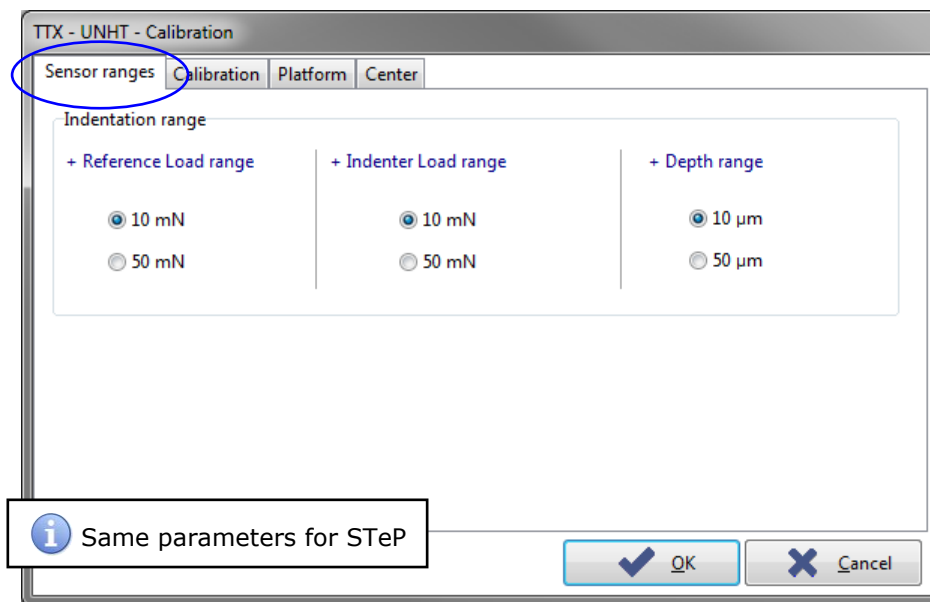 TTX - UNHT - Calibration
Sensor ranges Calibration Platform Center
Indentation range
+ Reference Load range + Indenter Load range + Depth range
10 mN 10 mN 10 µm
50 mN 50 mN 50 µm
Same parameters for STeP
OK Cancel